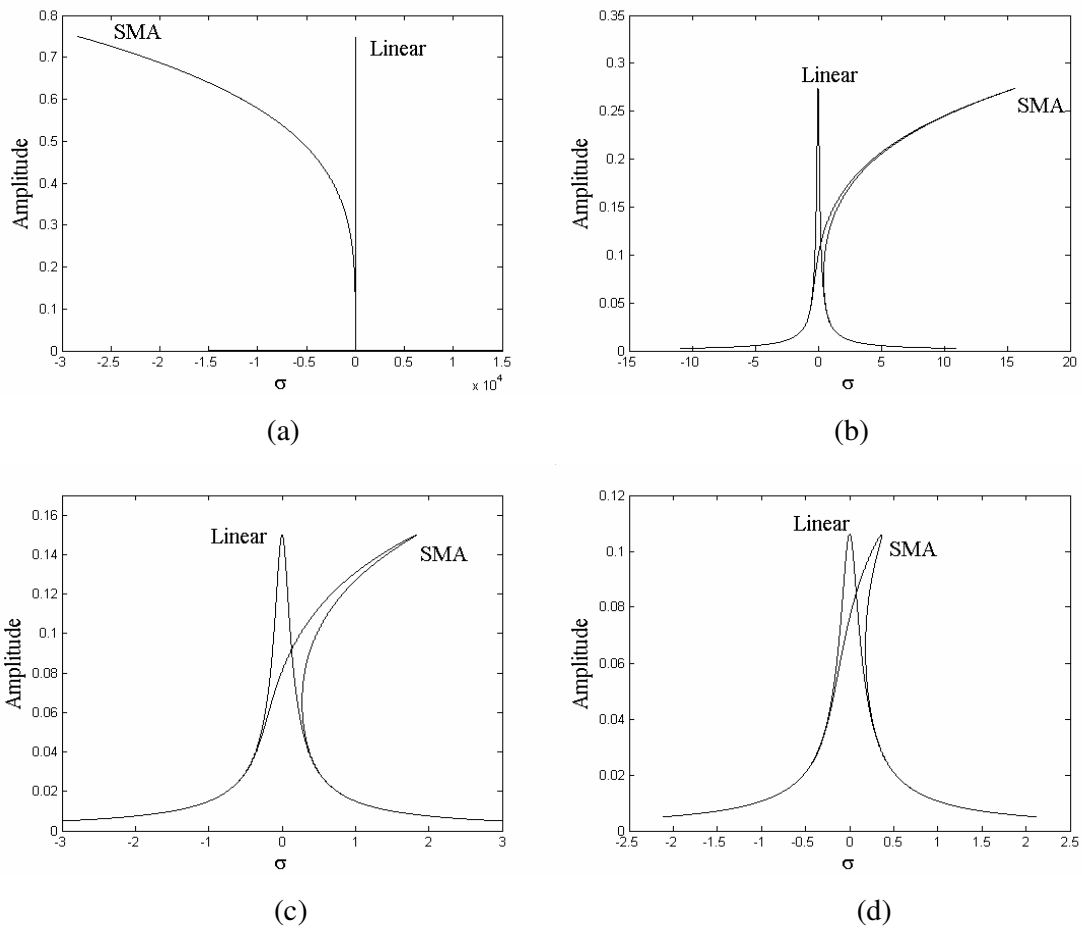 0.8
0.7
0.6
0.5
0.4
0.3
0.2
0.1
0
Amplitude
SMA
Linear
-3 -2.5 -2 -1.5 -1 -0.5 0 0.5 1 1.5
x 10^4
σ
(a)
0.35
0.3
0.25
0.2
0.15
0.1
0.05
0
Amplitude
Linear
SMA
-15 -10 -5 0 5 10 15 20
σ
(b)
0.16
0.14
0.12
0.1
0.08
0.06
0.04
0.02
0
Amplitude
Linear
SMA
-3 -2 -1 0 1 2 3
σ
(c)
0.12
0.1
0.08
0.06
0.04
0.02
0
Amplitude
Linear
SMA
-2.5 -2 -1.5 -1 -0.5 0 0.5 1 1.5 2 2.5
σ
(d)